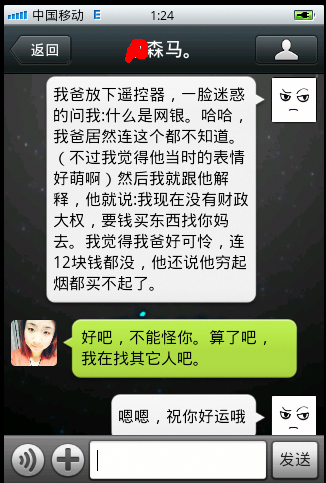 中国移动 E 1:24
返回 森马。
我爸放下遥控器，一脸迷惑
的问我:什么是网银。哈哈，
我爸居然连这个都不知道。
（不过我觉得他当时的表情
好萌啊）然后我就跟他解
释，他就说:我现在没有财政
大权，要钱买东西找你妈
去。我觉得我爸好可怜，连
12块钱都没，他还说他穷起
烟都买不起了。
好吧，不能怪你。算了吧，
我在找其它人吧。
嗯嗯，祝你好运哦
发送